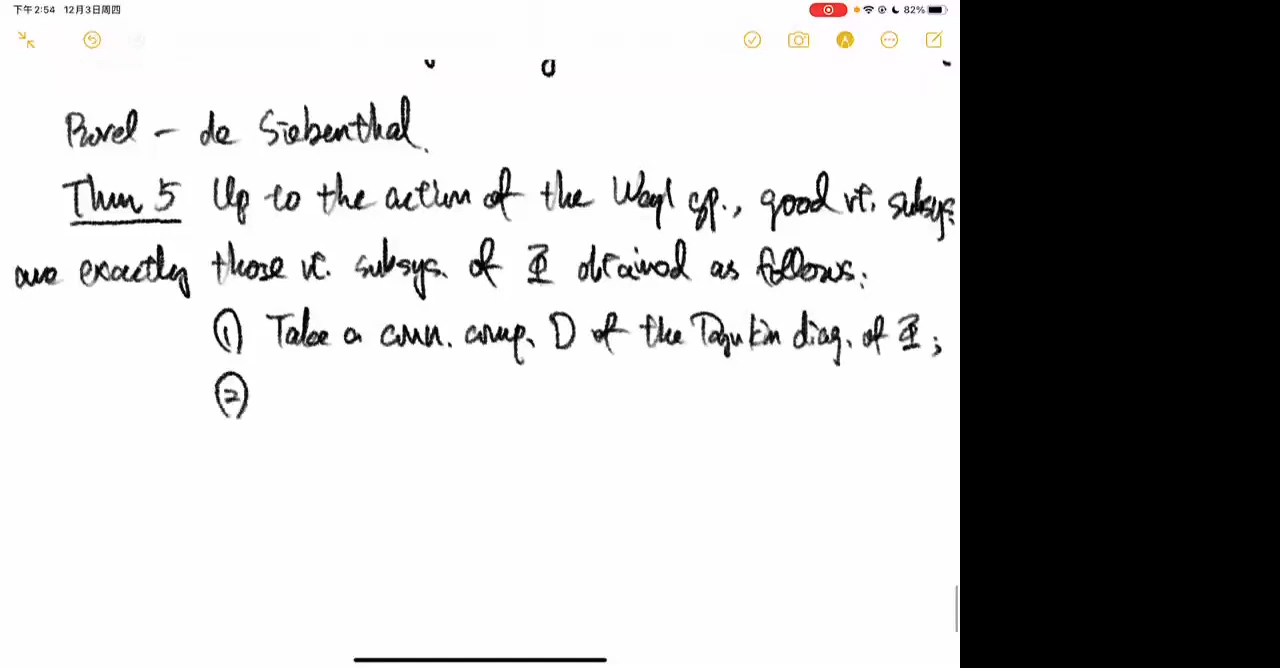 下午2:54 12月3日周四
82%
Borel - de Siebenthal.
Thm 5 Up to the action of the Weyl gp., good rt. subsys.
are exactly those rt. subsys. of Φ obtained as follows:
① Take a conn. comp. D of the Dynkin diag. of Φ;
②